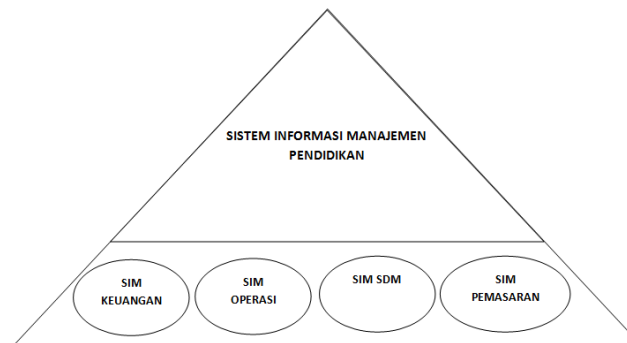 SISTEM INFORMASI MANAJEMEN
PENDIDIKAN
SIM
KEUANGAN
SIM
OPERASI
SIM SDM
SIM
PEMASARAN